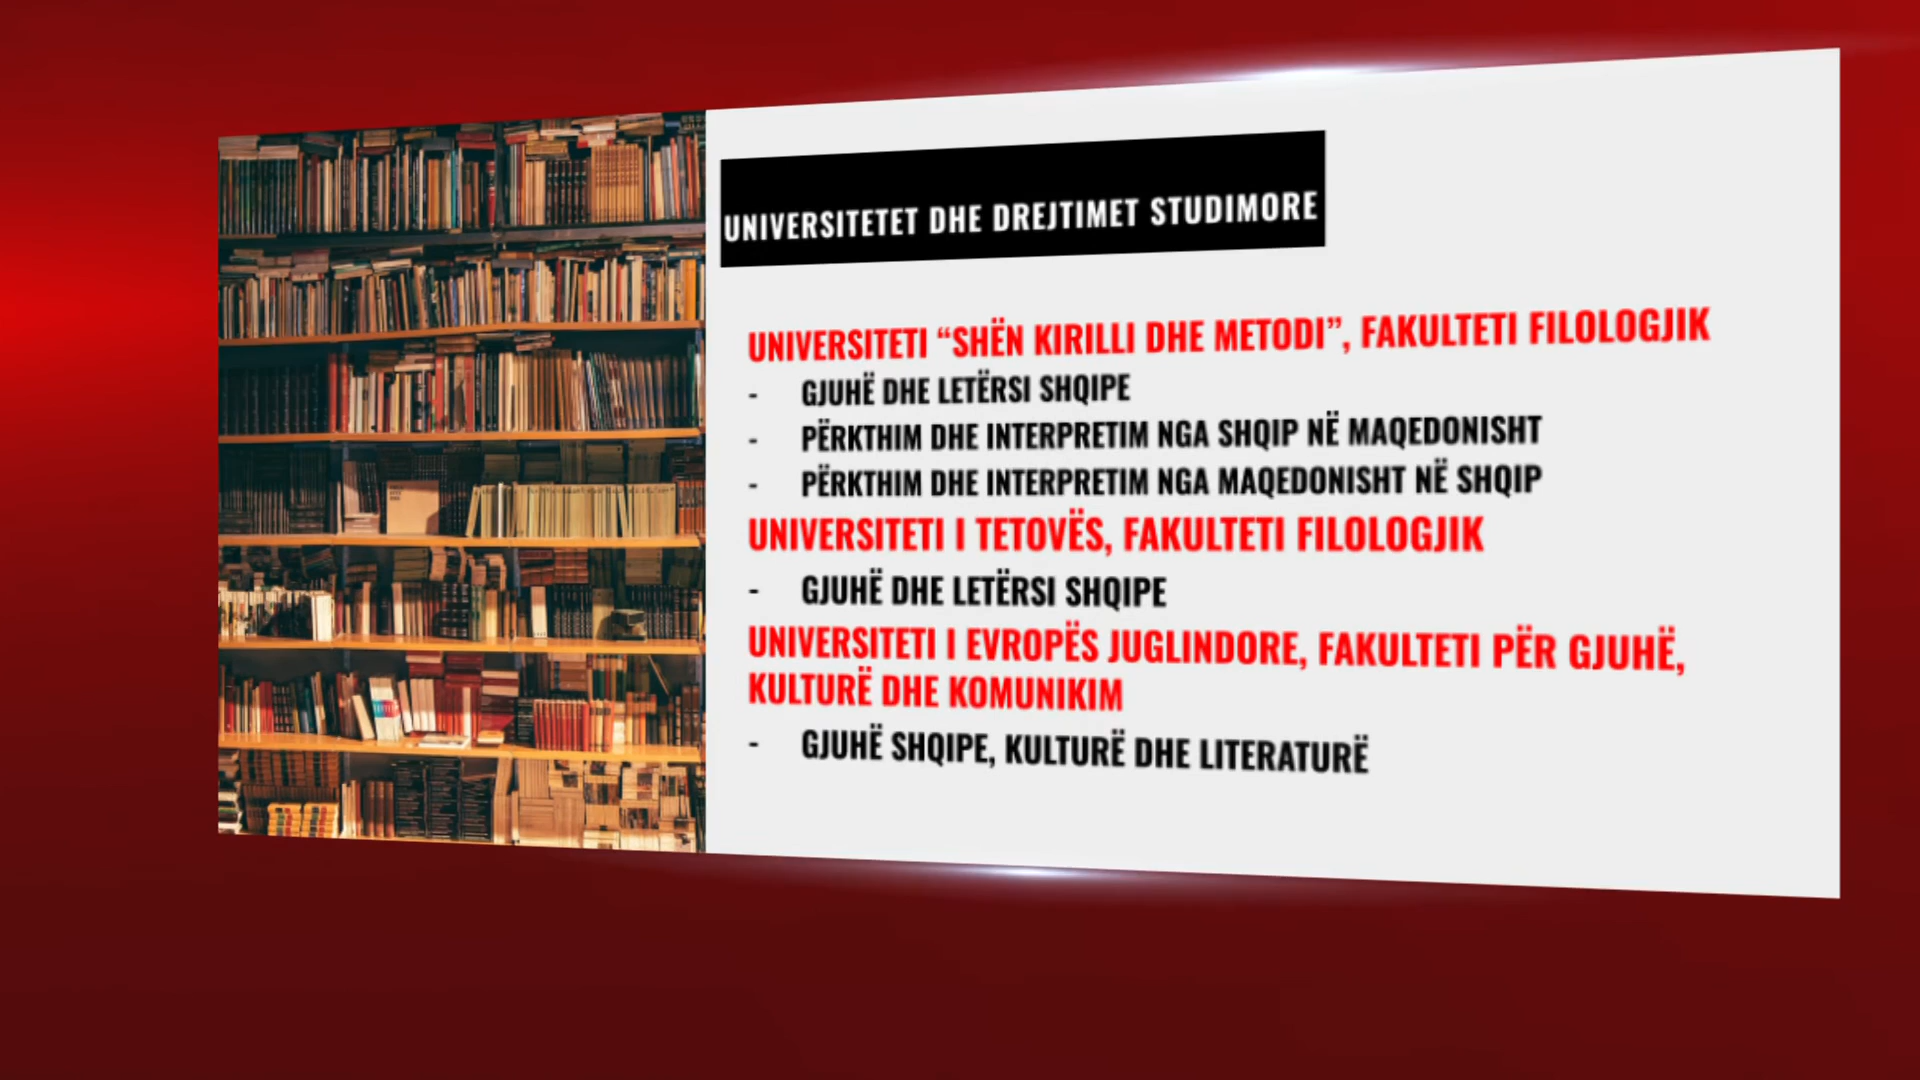 UNIVERSITETET DHE DREJTIMET STUDIMORE
UNIVERSITETI “SHËN KIRILLI DHE METODI”, FAKULTETI FILOLOGJIK
- GJUHË DHE LETËRSI SHQIPE
- PËRKTHIM DHE INTERPRETIM NGA SHQIP NË MAQEDONISHT
- PËRKTHIM DHE INTERPRETIM NGA MAQEDONISHT NË SHQIP
UNIVERSITETI I TETOVËS, FAKULTETI FILOLOGJIK
- GJUHË DHE LETËRSI SHQIPE
UNIVERSITETI I EVROPËS JUGLINDORE, FAKULTETI PËR GJUHË,
KULTURË DHE KOMUNIKIM
- GJUHË SHQIPE, KULTURË DHE LITERATURË